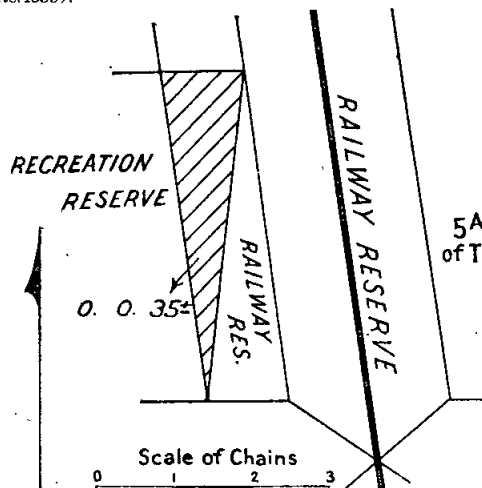 RECREATION
RESERVE
0. 0. 35±
RAILWAY
RES.
RAILWAY RESERVE
5A
of T
Scale of Chains
0 1 2 3